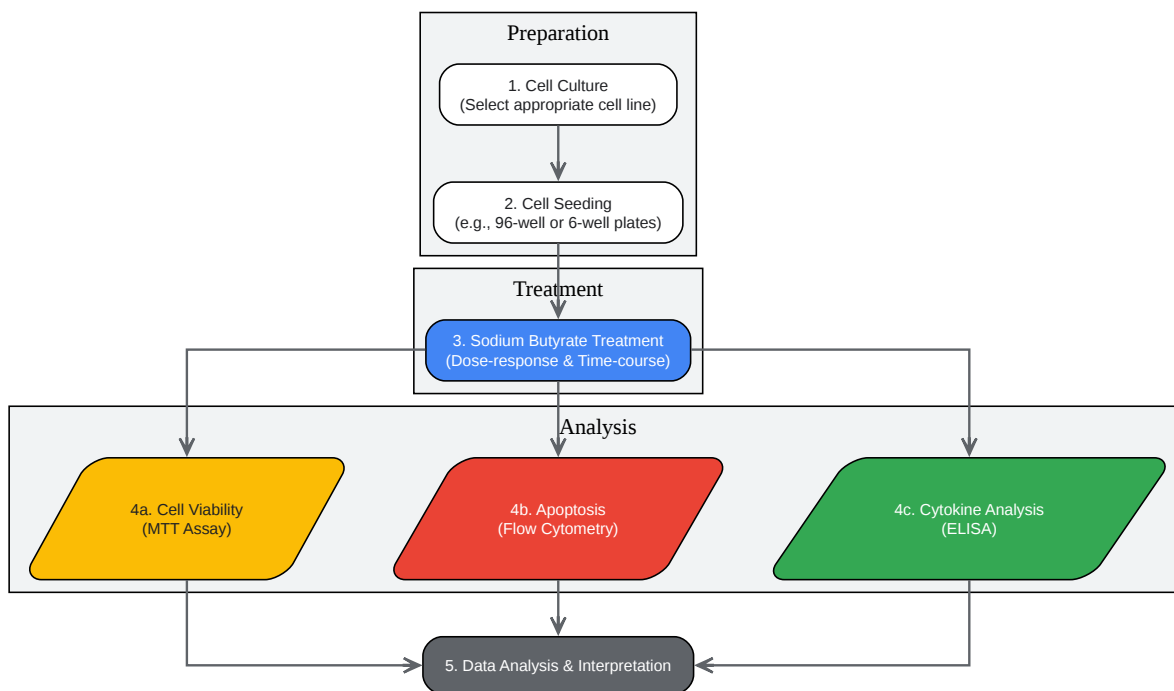 Preparation
1. Cell Culture
(Select appropriate cell line)
2. Cell Seeding
(e.g., 96-well or 6-well plates)
Treatment
3. Sodium Butyrate Treatment
(Dose-response & Time-course)
Analysis
4a. Cell Viability
(MTT Assay)
4b. Apoptosis
(Flow Cytometry)
4c. Cytokine Analysis
(ELISA)
5. Data Analysis & Interpretation